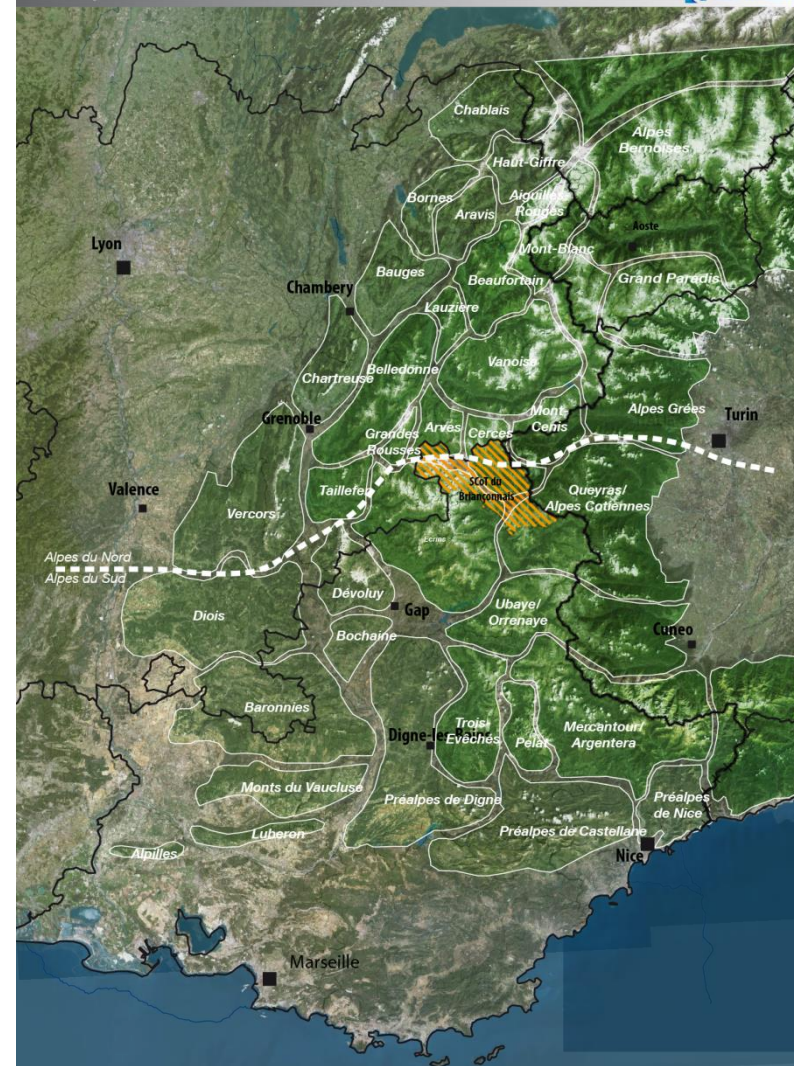 Chablais
Alpes
Bernoises
Haut-Giffre
Bornes
Aiguilles
Rouges
Aravis
Aoste
Lyon
Mont-Blanc
Bauges
Beaufortain
Grand Paradis
Chambery
Lauzière
Vanoise
Belledonne
Chartreuse
Mont-
Cenis
Alpes Grées
Turin
Grenoble
Arves
Cerces
Grandes
Rousses
SCoT du
Briançonnais
Taillefer
Valence
Queyras/
Alpes Cotiennes
Vercors
Ecrins
Alpes du Nord
Alpes du Sud
Dévoluy
Gap
Ubaye/
Orrenaye
Diois
Bochaine
Cuneo
Baronnies
Trois-
Evêchés
Digne-les-Bains
Pelat
Mercantour/
Argentera
Monts du Vaucluse
Préalpes de Digne
Préalpes
de Nice
Luberon
Préalpes de Castellane
Alpilles
Nice
Marseille